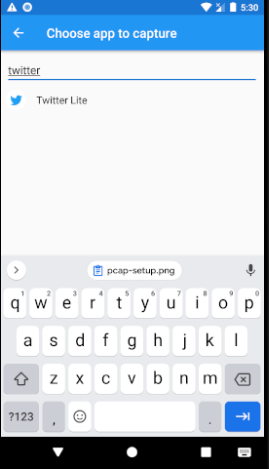 5:30
Choose app to capture
twitter
Twitter Lite
pcap-setup.png
q1 w2 e3 r4 t5 y6 u7 i8 o9 p0
a s d f g h j k l
z x c v b n m
?123 , .